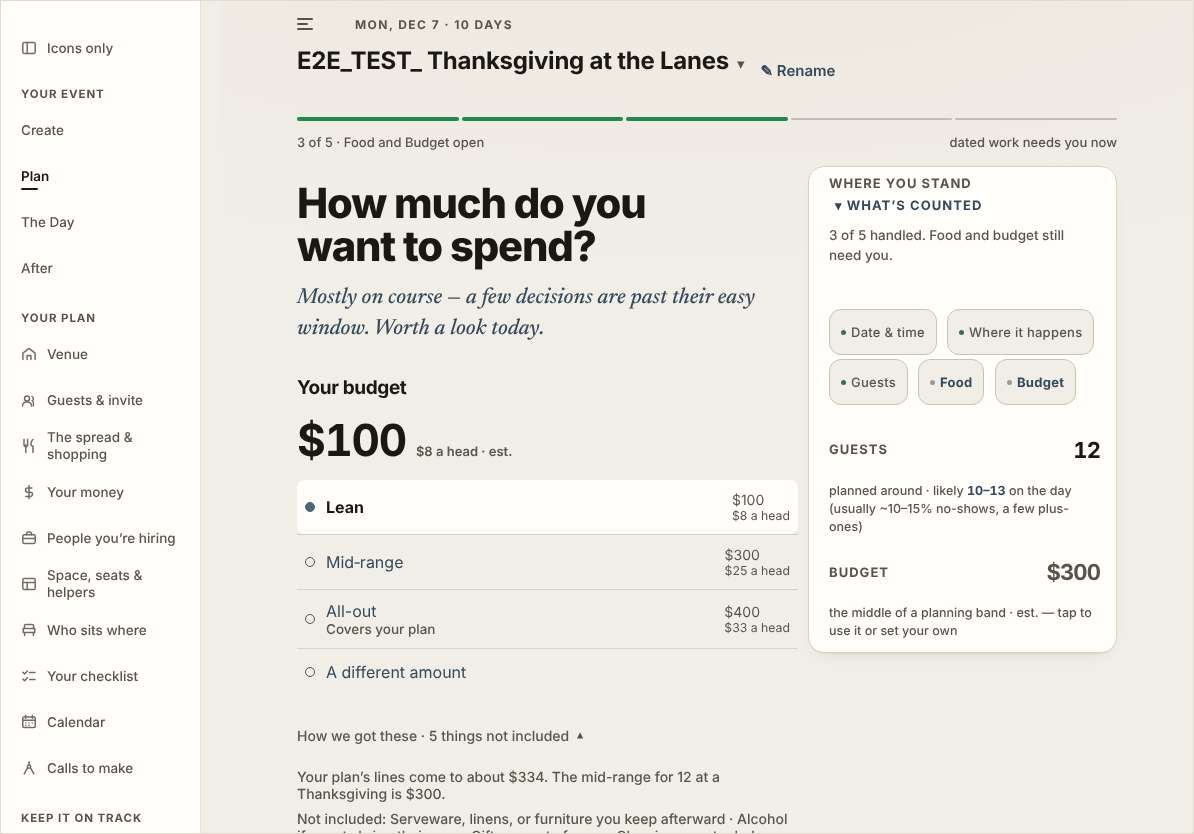 Icons only
YOUR EVENT
Create
Plan
The Day
After
YOUR PLAN
Venue
Guests & invite
The spread &
shopping
Your money
People you're hiring
Space, seats &
helpers
Who sits where
Your checklist
Calendar
Calls to make
KEEP IT ON TRACK
MON, DEC 7 · 10 DAYS
E2E_TEST_ Thanksgiving at the Lanes ▾
✎ Rename
3 of 5 · Food and Budget open
dated work needs you now
How much do you
want to spend?
Mostly on course – a few decisions are past their easy
window. Worth a look today.
Your budget
$100 $8 a head · est.
Lean
$100
$8 a head
Mid-range
$300
$25 a head
All-out
Covers your plan
$400
$33 a head
A different amount
How we got these · 5 things not included ▴
Your plan's lines come to about $334. The mid-range for 12 at a
Thanksgiving is $300.
Not included: Serveware, linens, or furniture you keep afterward · Alcohol
WHERE YOU STAND
▾ WHAT'S COUNTED
3 of 5 handled. Food and budget still
need you.
• Date & time
• Where it happens
• Guests
• Food
• Budget
GUESTS 12
planned around · likely 10–13 on the day
(usually ~10–15% no-shows, a few plus-
ones)
BUDGET $300
the middle of a planning band · est. — tap to
use it or set your own